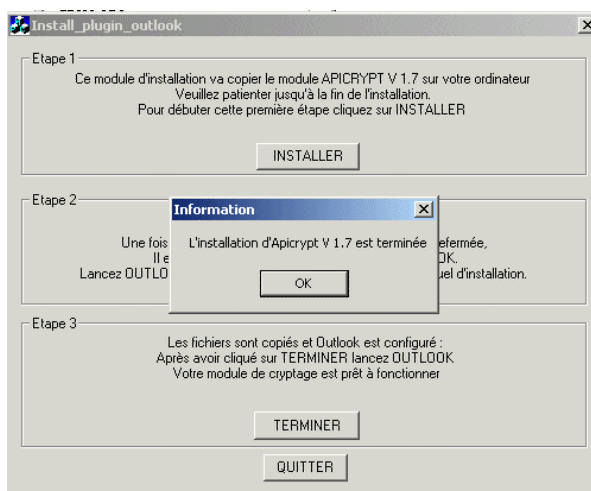 Install_plugin_outlook
Etape 1
Ce module d'installation va copier le module APICRYPT V 1.7 sur votre ordinateur
Veuillez patienter jusqu'à la fin de l'installation.
Pour débuter cette première étape cliquez sur INSTALLER
INSTALLER
Etape 2
Information
L'installation d'Apicrypt V 1.7 est terminée
OK
Une fois
efermée,
Il e
OK.
Lancez OUTLO
uel d'installation.
Etape 3
Les fichiers sont copiés et Outlook est configuré :
Après avoir cliqué sur TERMINER lancez OUTLOOK
Votre module de cryptage est prêt à fonctionner
TERMINER
QUITTER